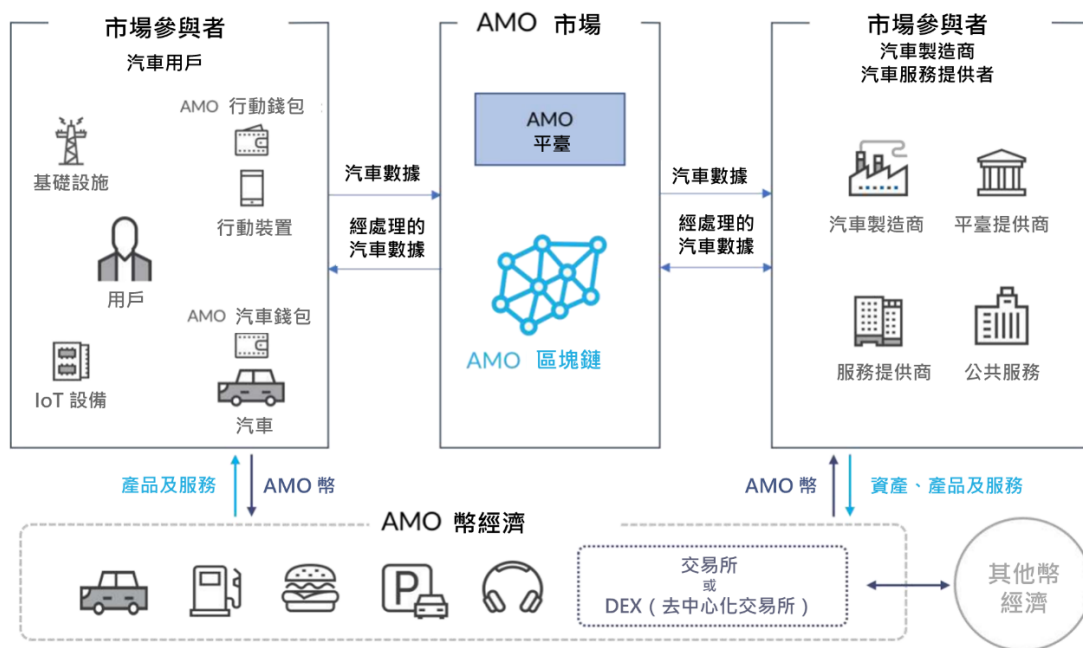 市場參與者
汽車用戶
AMO 行動錢包
基礎設施
行動裝置
用戶
AMO 汽車錢包
IoT 設備
汽車
汽車數據
經處理的
汽車數據
AMO 市場
AMO
平臺
AMO 區塊鏈
汽車數據
經處理的
汽車數據
市場參與者
汽車製造商
汽車服務提供者
汽車製造商
平臺提供商
服務提供商
公共服務
產品及服務
AMO 幣
AMO 幣
資產、產品及服務
AMO 幣經濟
P
交易所
或
DEX（去中心化交易所）
其他幣
經濟